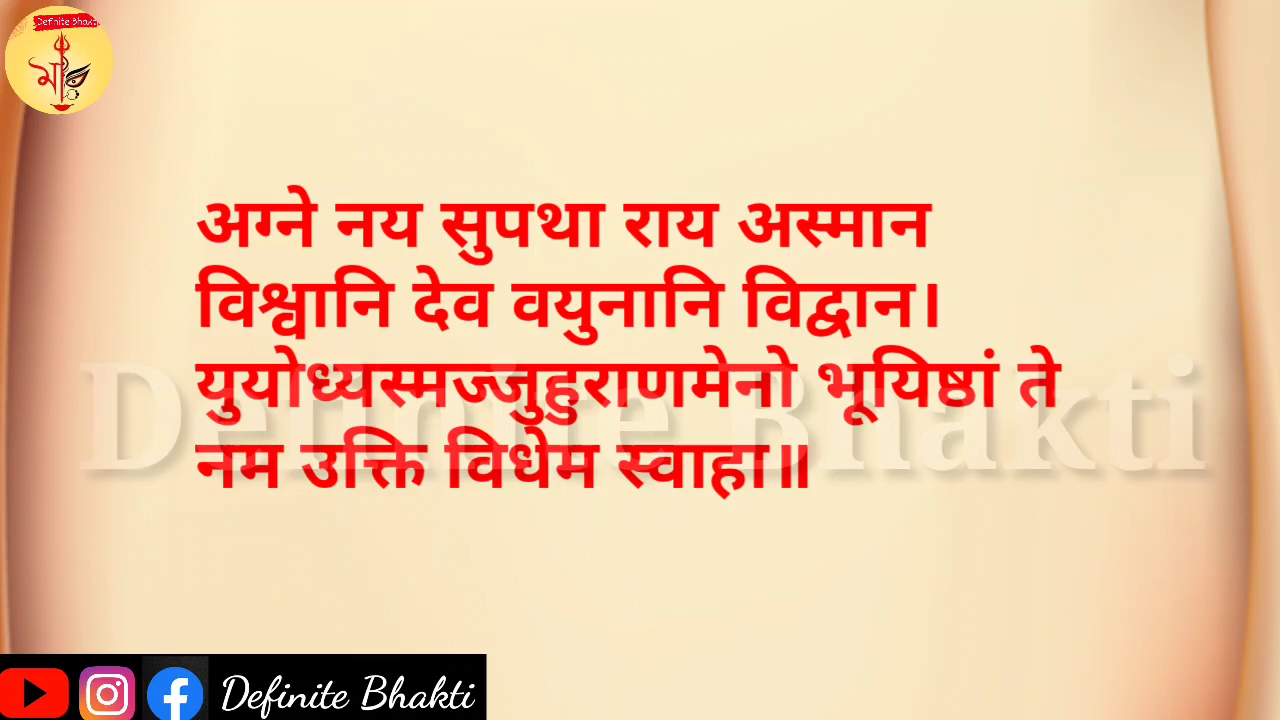 Definite Bhakti
माँ
अग्ने नय सुपथा राय अस्मान
विश्वानि देव वयुनानि विद्वान।
युयोध्यस्मज्जुहुराणमेनो भूयिष्ठां ते
नम उक्ति विधेम स्वाहा॥
Definite Bhakti
Definite Bhakti